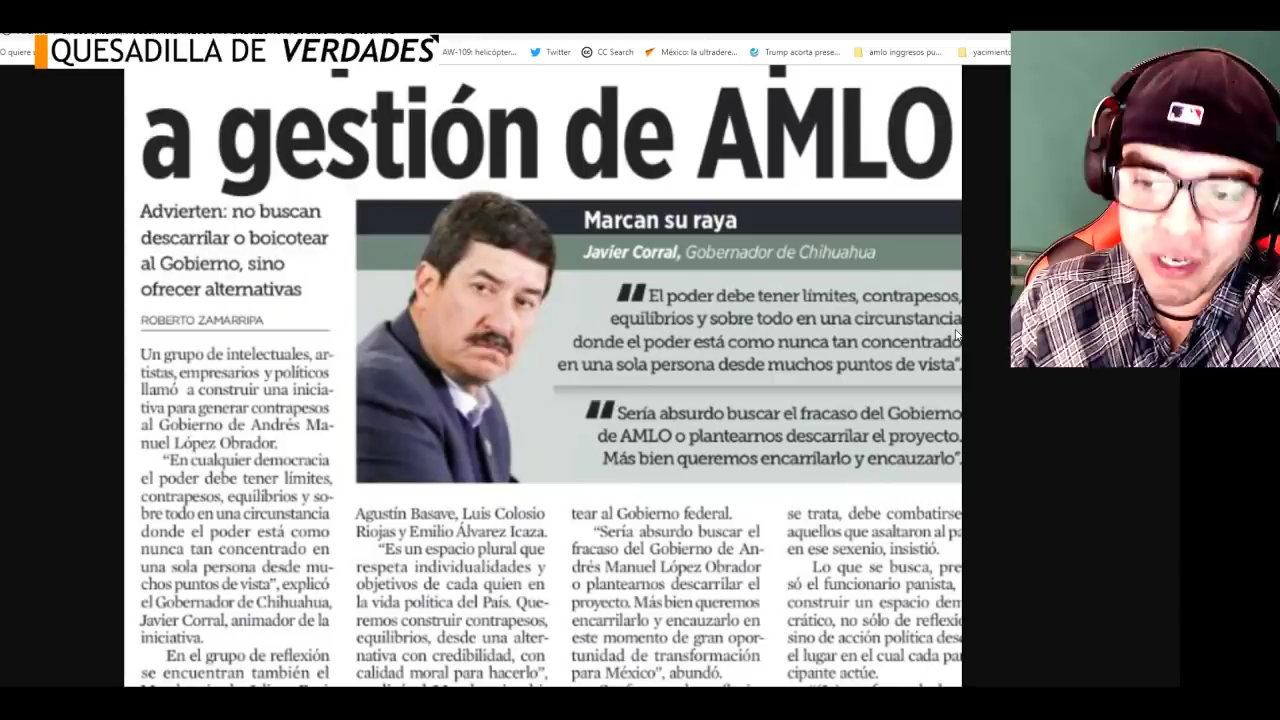 QUESADILLA DE VERDADES
AW-109: helicópter...
Twitter
CC Search
México: la ultradere...
Trump acorta prese...
amlo inggresos pu...
yacimiento
a gestión de AMLO
Advierten: no buscan
descarrilar o boicotear
al Gobierno, sino
ofrecer alternativas
ROBERTO ZAMARRIPA
Un grupo de intelectuales, ar-
tistas, empresarios y políticos
llamó a construir una inicia-
tiva para generar contrapesos
al Gobierno de Andrés Ma-
nuel López Obrador.
“En cualquier democracia
el poder debe tener límites,
contrapesos, equilibrios y so-
bre todo en una circunstancia
donde el poder está como
nunca tan concentrado en
una sola persona desde mu-
chos puntos de vista”, explicó
el Gobernador de Chihuahua,
Javier Corral, animador de la
iniciativa.
En el grupo de reflexión
se encuentran también el
Marcan su raya
Javier Corral, Gobernador de Chihuahua
“El poder debe tener límites, contrapesos,
equilibrios y sobre todo en una circunstancia
donde el poder está como nunca tan concentrado
en una sola persona desde muchos puntos de vista”.
“Sería absurdo buscar el fracaso del Gobierno
de AMLO o plantearnos descarrilar el proyecto.
Más bien queremos encarrilarlo y encauzarlo”.
Agustín Basave, Luis Colosio
Riojas y Emilio Álvarez Icaza.
“Es un espacio plural que
respeta individualidades y
objetivos de cada quien en
la vida política del País. Que-
remos construir contrapesos,
equilibrios, desde una alter-
nativa con credibilidad, con
calidad moral para hacerlo”,
tear al Gobierno federal.
“Sería absurdo buscar el
fracaso del Gobierno de An-
drés Manuel López Obrador
o plantearnos descarrilar el
proyecto. Más bien queremos
encarrilarlo y encauzarlo en
este momento de gran opor-
tunidad de transformación
para México”, abundó.
se trata, debe combatirse
aquellos que asaltaron al pa
en ese sexenio, insistió.
Lo que se busca, pre
só el funcionario panista,
construir un espacio dem
crático, no sólo de reflexió
sino de acción política desd
el lugar en el cual cada par
cipante actúe.